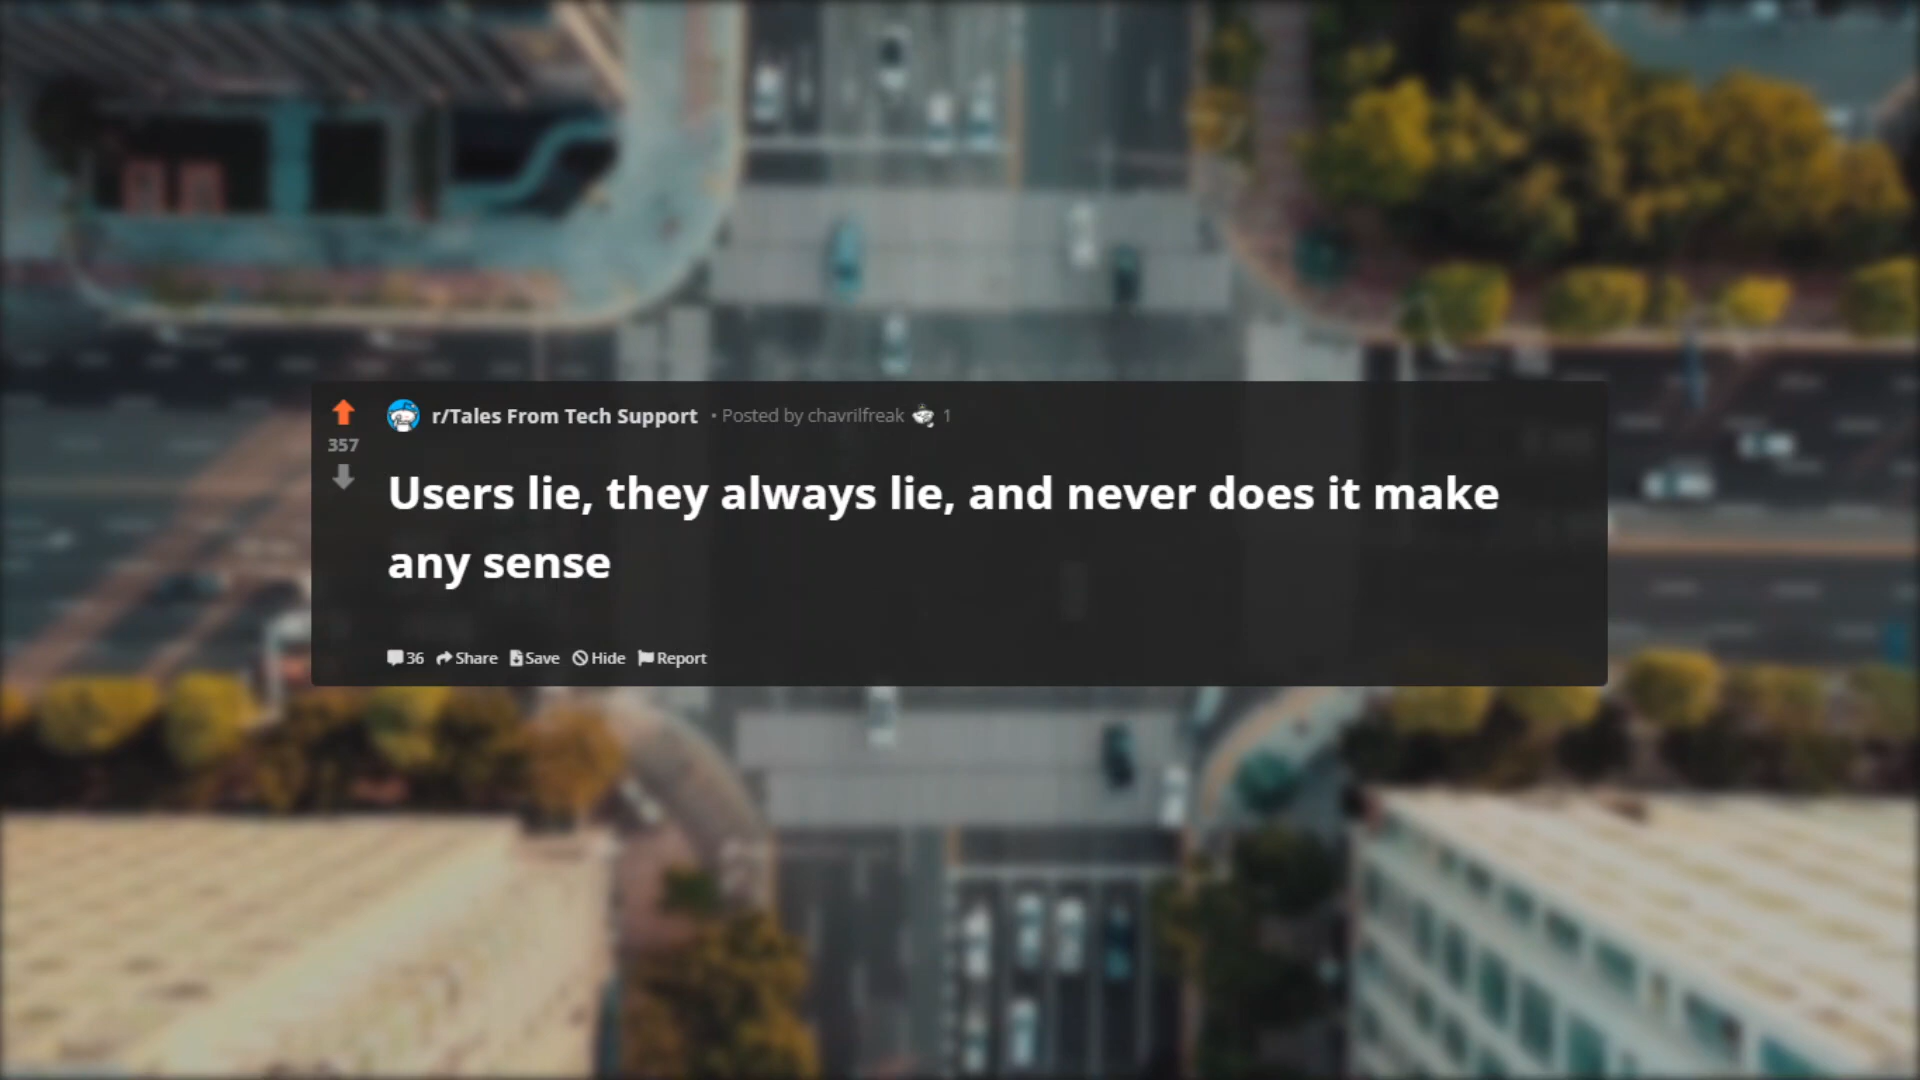 r/Tales From Tech Support • Posted by chavrilfreak 1
357
Users lie, they always lie, and never does it make
any sense
36 Share Save Hide Report